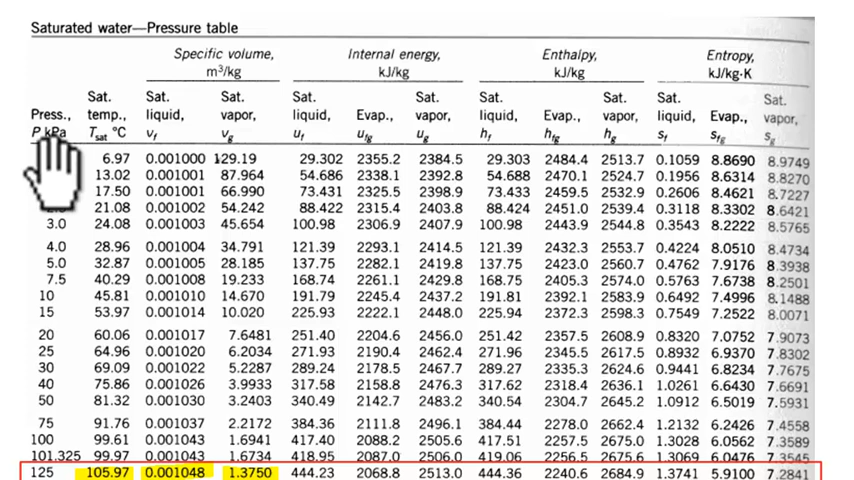 Saturated water—Pressure table
Specific volume, Internal energy, Enthalpy, Entropy,
m³/kg kJ/kg kJ/kg kJ/kg·K
Sat. Sat. Sat. Sat. Sat. Sat. Sat. Sat.
Press., temp., liquid, vapor, liquid, Evap., vapor, liquid, Evap., vapor, liquid, Evap., vapor,
P kPa Tsat °C vf vg uf ufg ug hf hfg hg sf sfg sg
6.97 0.001000 129.19 29.302 2355.2 2384.5 29.303 2484.4 2513.7 0.1059 8.8690 8.9749
13.02 0.001001 87.964 54.686 2338.1 2392.8 54.688 2470.1 2524.7 0.1956 8.6314 8.8270
17.50 0.001001 66.990 73.431 2325.5 2398.9 73.433 2459.5 2532.9 0.2606 8.4621 8.7227
21.08 0.001002 54.242 88.422 2315.4 2403.8 88.424 2451.0 2539.4 0.3118 8.3302 8.6421
3.0 24.08 0.001003 45.654 100.98 2306.9 2407.9 100.98 2443.9 2544.8 0.3543 8.2222 8.5765
4.0 28.96 0.001004 34.791 121.39 2293.1 2414.5 121.39 2432.3 2553.7 0.4224 8.0510 8.4734
5.0 32.87 0.001005 28.185 137.75 2282.1 2419.8 137.75 2423.0 2560.7 0.4762 7.9176 8.3938
7.5 40.29 0.001008 19.233 168.74 2261.1 2429.8 168.75 2405.3 2574.0 0.5763 7.6738 8.2501
10 45.81 0.001010 14.670 191.79 2245.4 2437.2 191.81 2392.1 2583.9 0.6492 7.4996 8.1488
15 53.97 0.001014 10.020 225.93 2222.1 2448.0 225.94 2372.3 2598.3 0.7549 7.2522 8.0071
20 60.06 0.001017 7.6481 251.40 2204.6 2456.0 251.42 2357.5 2608.9 0.8320 7.0752 7.9073
25 64.96 0.001020 6.2034 271.93 2190.4 2462.4 271.96 2345.5 2617.5 0.8932 6.9370 7.8302
30 69.09 0.001022 5.2287 289.24 2178.5 2467.7 289.27 2335.3 2624.6 0.9441 6.8234 7.7675
40 75.86 0.001026 3.9933 317.58 2158.8 2476.3 317.62 2318.4 2636.1 1.0261 6.6430 7.6691
50 81.32 0.001030 3.2403 340.49 2142.7 2483.2 340.54 2304.7 2645.2 1.0912 6.5019 7.5931
75 91.76 0.001037 2.2172 384.36 2111.8 2496.1 384.44 2278.0 2662.4 1.2132 6.2426 7.4558
100 99.61 0.001043 1.6941 417.40 2088.2 2505.6 417.51 2257.5 2675.0 1.3028 6.0562 7.3589
101.325 99.97 0.001043 1.6734 418.95 2087.0 2506.0 419.06 2256.5 2675.6 1.3069 6.0476 7.3545
125 105.97 0.001048 1.3750 444.23 2068.8 2513.0 444.36 2240.6 2684.9 1.3741 5.9100 7.2841